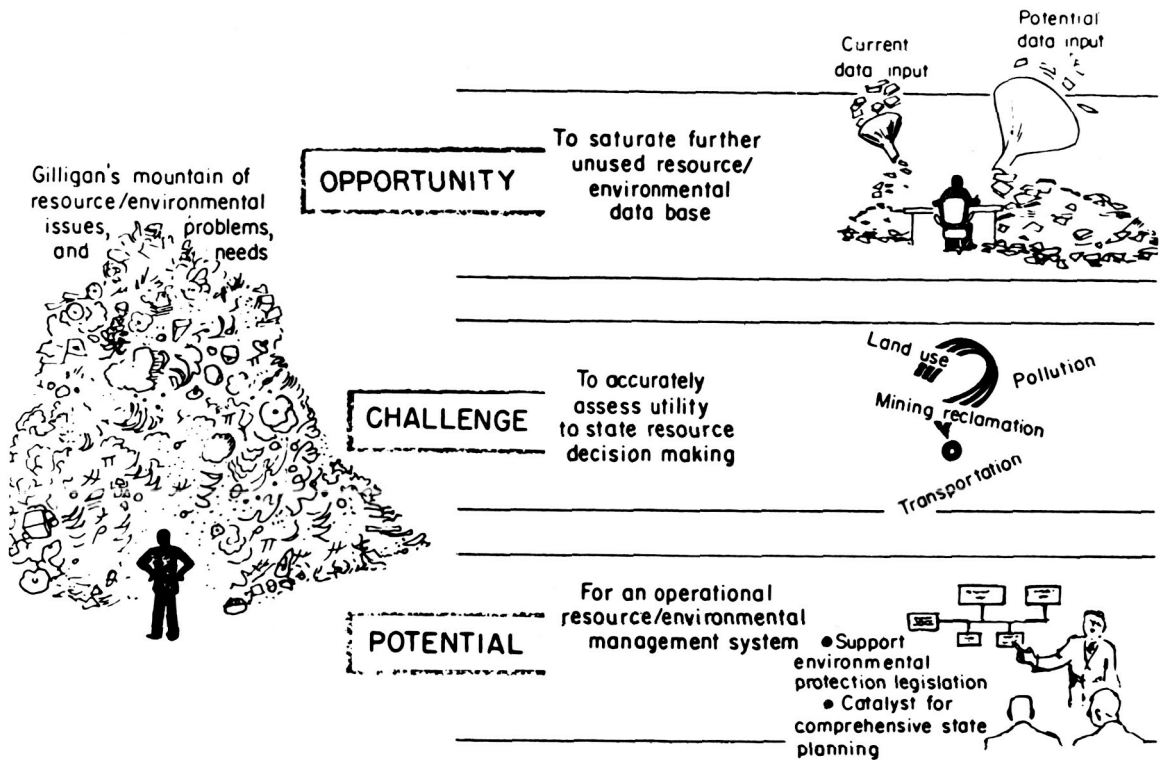 Gilligan's mountain of
resource/environmental
issues, problems,
and needs
OPPORTUNITY
To saturate further
unused resource/
environmental
data base
Current
data input
Potential
data input
CHALLENGE
To accurately
assess utility
to state resource
decision making
Land use
Pollution
Mining reclamation
Transportation
POTENTIAL
For an operational
resource/environmental
management system
● Support
environmental
protection legislation
● Catalyst for
comprehensive state
planning